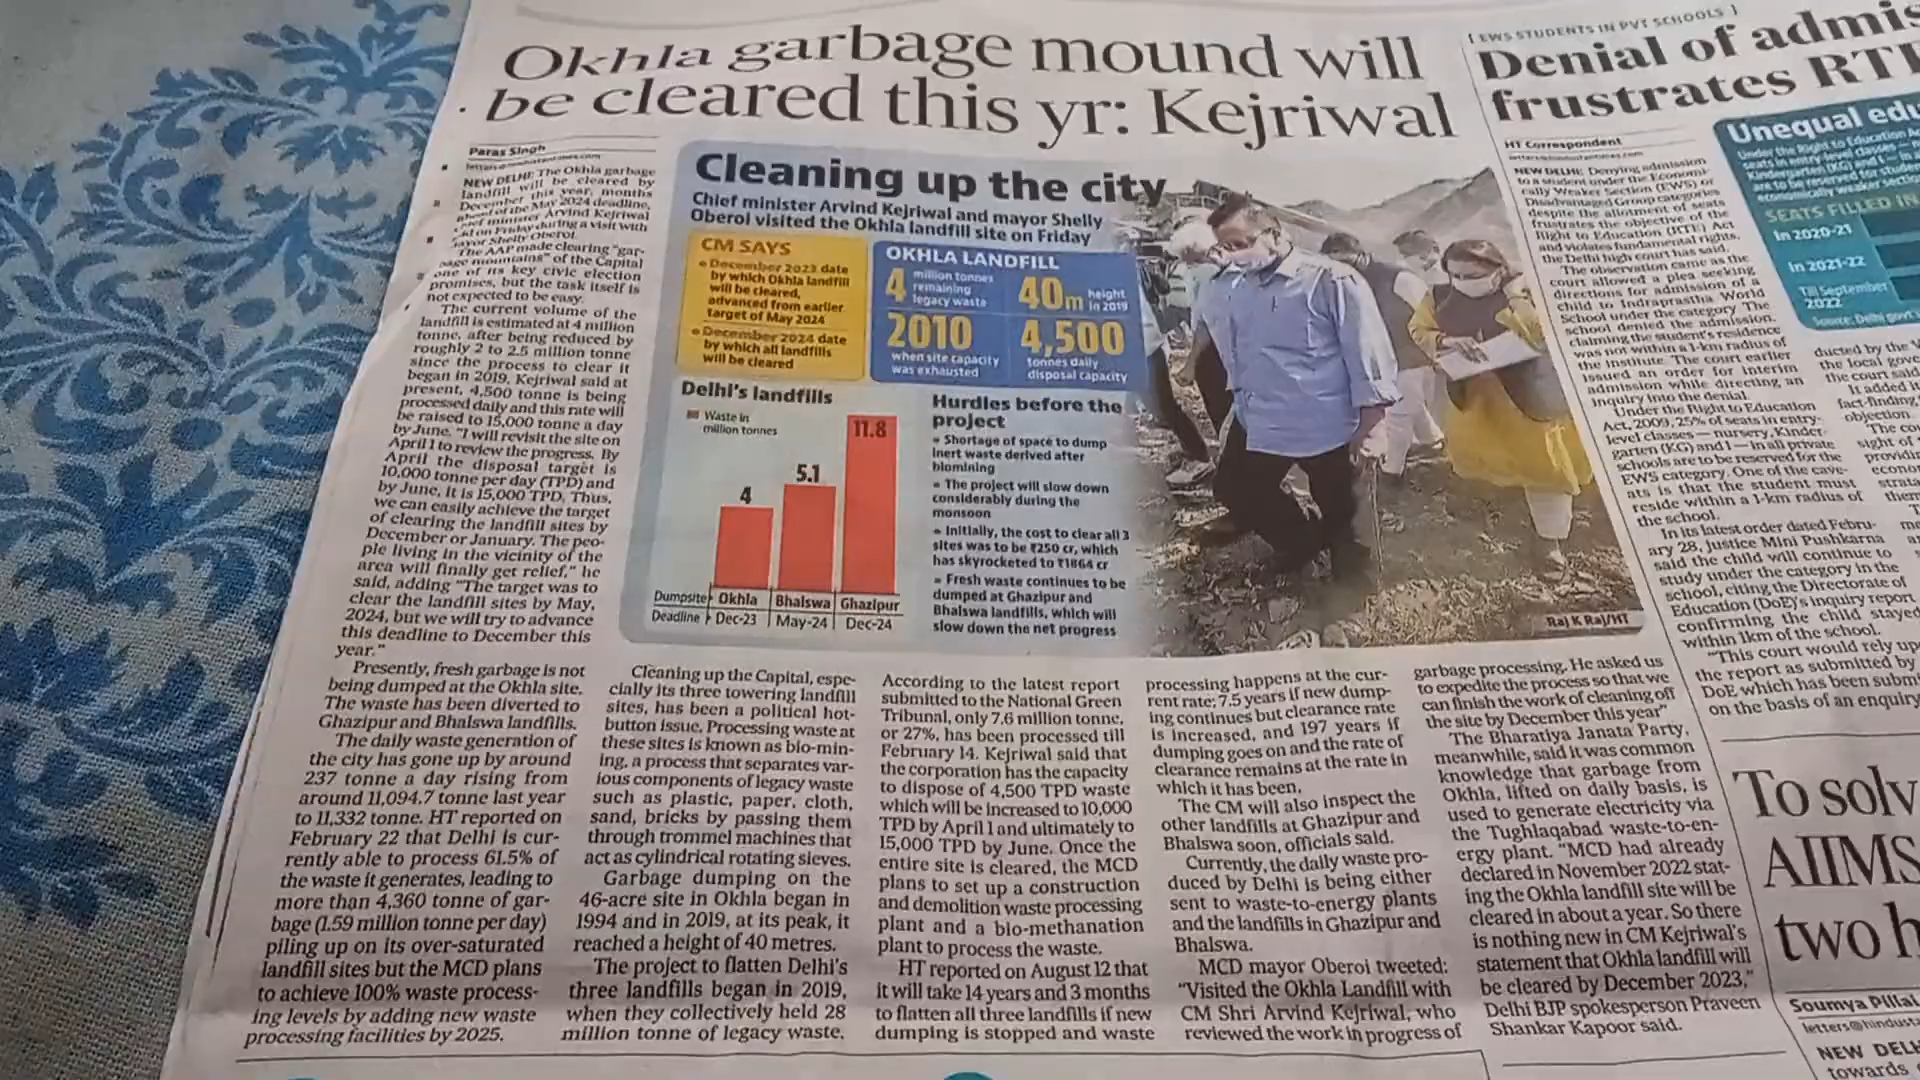 Okhla garbage mound will
be cleared this yr: Kejriwal
Paras Singh
letters@hindustantimes.com
NEW DELHI: The Okhla garbage
landfill will be cleared by
December this year, months
ahead of the May 2024 deadline,
chief minister Arvind Kejriwal
said on Friday during a visit with
mayor Shelly Oberoi.
The AAP made clearing "gar-
bage mountains" of the Capital
one of its key civic election
promises, but the task itself is
not expected to be easy.
The current volume of the
landfill is estimated at 4 million
tonne, after being reduced by
roughly 2 to 2.5 million tonne
since the process to clear it
began in 2019, Kejriwal said at
present, 4,500 tonne is being
processed daily and this rate will
be raised to 15,000 tonne a day
by June. "I will revisit the site on
April 1 to review the progress. By
April the disposal target is
10,000 tonne per day (TPD) and
by June, it is 15,000 TPD. Thus,
we can easily achieve the target
of clearing the landfill sites by
December or January. The peo-
ple living in the vicinity of the
area will finally get relief," he
said, adding "The target was to
clear the landfill sites by May,
2024, but we will try to advance
this deadline to December this
year."
Presently, fresh garbage is not
being dumped at the Okhla site.
The waste has been diverted to
Ghazipur and Bhalswa landfills.
The daily waste generation of
the city has gone up by around
237 tonne a day rising from
around 11,094.7 tonne last year
to 11,332 tonne. HT reported on
February 22 that Delhi is cur-
rently able to process 61.5% of
the waste it generates, leading to
more than 4,360 tonne of gar-
bage (1.59 million tonne per day)
piling up on its over-saturated
landfill sites but the MCD plans
to achieve 100% waste process-
ing levels by adding new waste
processing facilities by 2025.
Cleaning up the city
Chief minister Arvind Kejriwal and mayor Shelly
Oberoi visited the Okhla landfill site on Friday
CM SAYS
December 2023 date
by which Okhla landfill
will be cleared,
advanced from earlier
target of May 2024
December 2024 date
by which all landfills
will be cleared
OKHLA LANDFILL
4 million tonnes
remaining
legacy waste
40m height
in 2019
2010
when site capacity
was exhausted
4,500
tonnes daily
disposal capacity
Delhi's landfills
Waste in
million tonnes
4
5.1
11.8
Dumpsite Okhla Bhalswa Ghazipur
Deadline Dec-23 May-24 Dec-24
Hurdles before the
project
Shortage of space to dump
inert waste derived after
biomining
The project will slow down
considerably during the
monsoon
Initially, the cost to clear all 3
sites was to be ₹250 cr, which
has skyrocketed to ₹1864 cr
Fresh waste continues to be
dumped at Ghazipur and
Bhalswa landfills, which will
slow down the net progress
Raj K Raj/HT
Cleaning up the Capital, espe-
cially its three towering landfill
sites, has been a political hot-
button issue. Processing waste at
these sites is known as bio-min-
ing, a process that separates var-
ious components of legacy waste
such as plastic, paper, cloth,
sand, bricks by passing them
through trommel machines that
act as cylindrical rotating sieves.
Garbage dumping on the
46-acre site in Okhla began in
1994 and in 2019, at its peak, it
reached a height of 40 metres.
The project to flatten Delhi's
three landfills began in 2019,
when they collectively held 28
million tonne of legacy waste.
According to the latest report
submitted to the National Green
Tribunal, only 7.6 million tonne,
or 27%, has been processed till
February 14. Kejriwal said that
the corporation has the capacity
to dispose of 4,500 TPD waste
which will be increased to 10,000
TPD by April 1 and ultimately to
15,000 TPD by June. Once the
entire site is cleared, the MCD
plans to set up a construction
and demolition waste processing
plant and a bio-methanation
plant to process the waste.
HT reported on August 12 that
it will take 14 years and 3 months
to flatten all three landfills if new
dumping is stopped and waste
processing happens at the cur-
rent rate; 7.5 years if new dump-
ing continues but clearance rate
is increased, and 197 years if
dumping goes on and the rate of
clearance remains at the rate in
which it has been.
The CM will also inspect the
other landfills at Ghazipur and
Bhalswa soon, officials said.
Currently, the daily waste pro-
duced by Delhi is being either
sent to waste-to-energy plants
and the landfills in Ghazipur and
Bhalswa.
MCD mayor Oberoi tweeted:
"Visited the Okhla Landfill with
CM Shri Arvind Kejriwal, who
reviewed the work in progress of
garbage processing. He asked us
to expedite the process so that we
can finish the work of cleaning off
the site by December this year"
The Bharatiya Janata Party,
meanwhile, said it was common
knowledge that garbage from
Okhla, lifted on daily basis, is
used to generate electricity via
the Tughlaqabad waste-to-en-
ergy plant. "MCD had already
declared in November 2022 stat-
ing the Okhla landfill site will be
cleared in about a year. So there
is nothing new in CM Kejriwal's
statement that Okhla landfill will
be cleared by December 2023,"
Delhi BJP spokesperson Praveen
Shankar Kapoor said.
[ EWS STUDENTS IN PVT SCHOOLS ]
Denial of admis
frustrates RTE
HT Correspondent
letters@hindustantimes.com
NEW DELHI: Denying admission
to a student under the Economi-
cally Weaker Section (EWS) or
Disadvantaged Group categories
despite the allotment of seats
frustrates the objective of the
Right to Education (RTE) Act
and violates fundamental rights,
the Delhi high court has said.
The observation came as the
court allowed a plea seeking
directions for admission of a
child to Indraprastha World
School under the category. The
school denied the admission,
claiming the student's residence
was not within a 1-km radius of
the institute. The court earlier
issued an order for interim
admission while directing an
inquiry into the denial.
Under the Right to Education
Act, 2009, 25% of seats in entry-
level classes — nursery, Kinder-
garten (KG) and 1 — in all private
schools are to be reserved for the
EWS category. One of the cave-
ats is that the student must
reside within a 1-km radius of
the school.
In its latest order dated Febru-
ary 28, Justice Mini Pushkarna
said the child will continue to
study under the category in the
school, citing the Directorate of
Education (DoE)'s inquiry report
confirming the child stayed
within 1km of the school.
"This court would rely up
the report as submitted by
DoE which has been subm
on the basis of an enquiry
Unequal edu
Under the Right to Education A
seats in entry-level classes — n
Kindergarten (KG) and 1 — in a
are to be reserved for the
economically weaker sectio
SEATS FILLED IN
In 2020-21
In 2021-22
Till September
2022
Source: Delhi govt
ducted by the
the local gove
the court said
It added it
fact-finding
objection.
The cou
sight of
providi
econom
strata
them
To solv
AIIMS
two h
Soumya Pillai
letters@hindusta
NEW DELH
towards